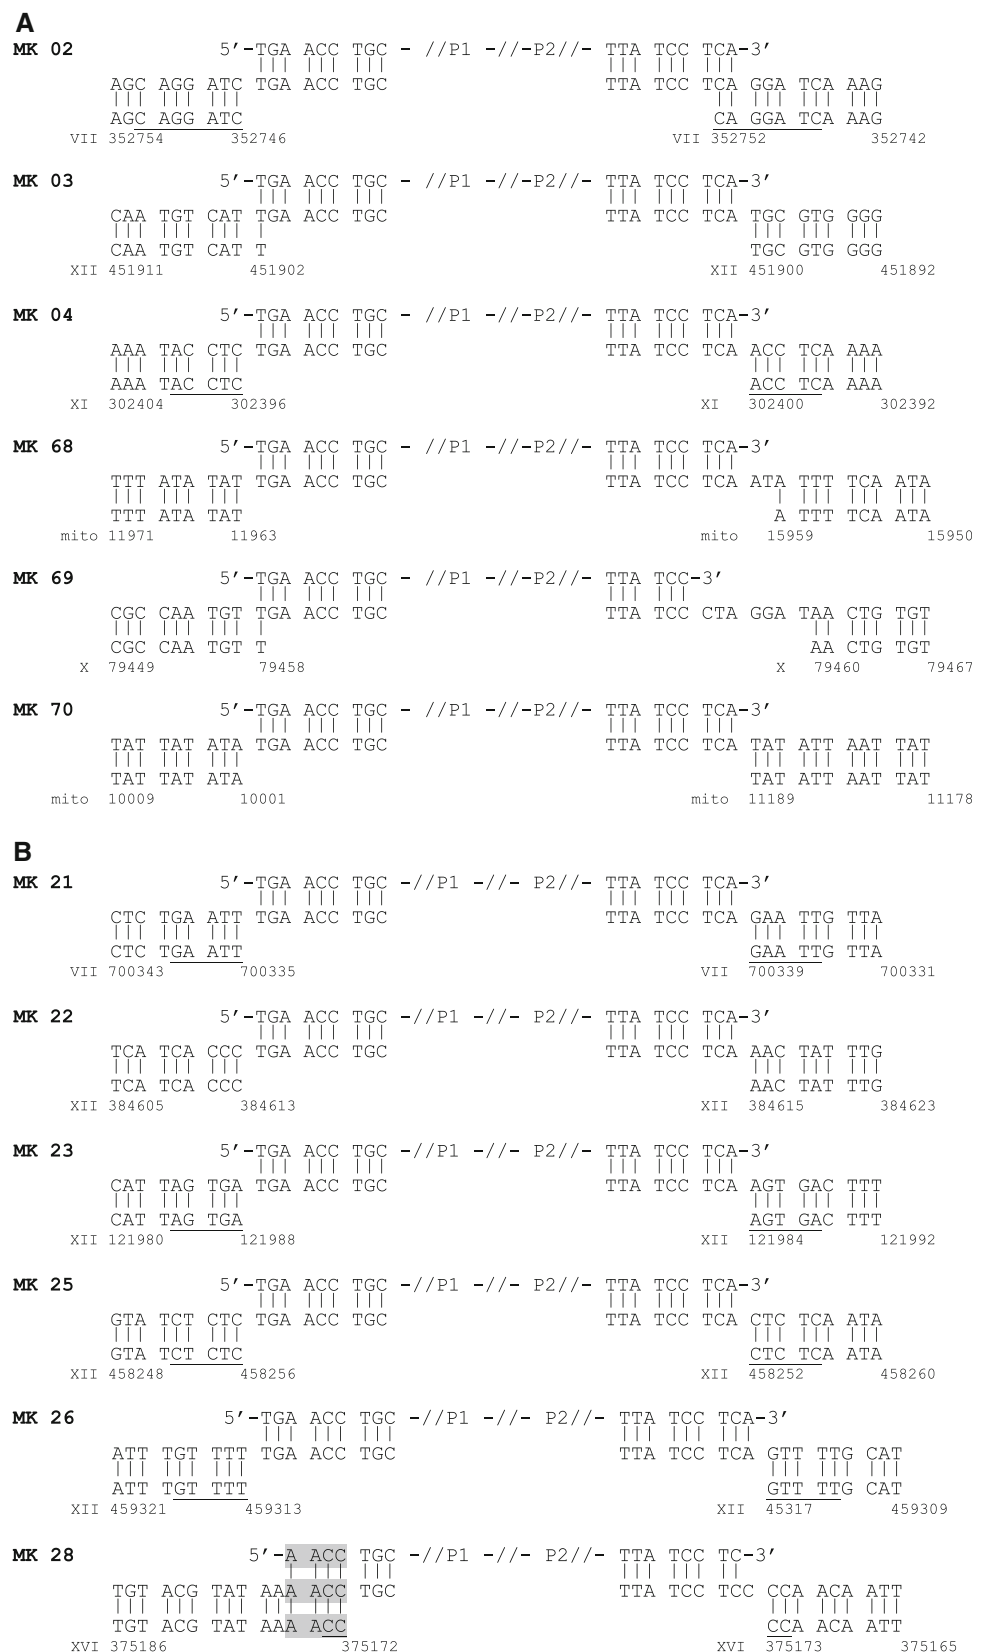 A
MK 02 5′-TGA ACC TGC - //P1 -//-P2//- TTA TCC TCA-3′
AGC AGG ATC TGA ACC TGC TTA TCC TCA GGA TCA AAG
AGC AGG ATC CA GGA TCA AAG
VII 352754 352746 VII 352752 352742
MK 03 5′-TGA ACC TGC - //P1 -//-P2//- TTA TCC TCA-3′
CAA TGT CAT TGA ACC TGC TTA TCC TCA TGC GTG GGG
CAA TGT CAT T TGC GTG GGG
XII 451911 451902 XII 451900 451892
MK 04 5′-TGA ACC TGC - //P1 -//-P2//- TTA TCC TCA-3′
AAA TAC CTC TGA ACC TGC TTA TCC TCA ACC TCA AAA
AAA TAC CTC ACC TCA AAA
XI 302404 302396 XI 302400 302392
MK 68 5′-TGA ACC TGC - //P1 -//-P2//- TTA TCC TCA-3′
TTT ATA TAT TGA ACC TGC TTA TCC TCA ATA TTT TCA ATA
TTT ATA TAT A TTT TCA ATA
mito 11971 11963 mito 15959 15950
MK 69 5′-TGA ACC TGC - //P1 -//-P2//- TTA TCC-3′
CGC CAA TGT TGA ACC TGC TTA TCC CTA GGA TAA CTG TGT
CGC CAA TGT T AA CTG TGT
X 79449 79458 X 79460 79467
MK 70 5′-TGA ACC TGC - //P1 -//-P2//- TTA TCC TCA-3′
TAT TAT ATA TGA ACC TGC TTA TCC TCA TAT ATT AAT TAT
TAT TAT ATA TAT ATT AAT TAT
mito 10009 10001 mito 11189 11178
B
MK 21 5′-TGA ACC TGC -//P1 -//- P2//- TTA TCC TCA-3′
CTC TGA ATT TGA ACC TGC TTA TCC TCA GAA TTG TTA
CTC TGA ATT GAA TTG TTA
VII 700343 700335 VII 700339 700331
MK 22 5′-TGA ACC TGC -//P1 -//- P2//- TTA TCC TCA-3′
TCA TCA CCC TGA ACC TGC TTA TCC TCA AAC TAT TTG
TCA TCA CCC AAC TAT TTG
XII 384605 384613 XII 384615 384623
MK 23 5′-TGA ACC TGC -//P1 -//- P2//- TTA TCC TCA-3′
CAT TAG TGA TGA ACC TGC TTA TCC TCA AGT GAC TTT
CAT TAG TGA AGT GAC TTT
XII 121980 121988 XII 121984 121992
MK 25 5′-TGA ACC TGC -//P1 -//- P2//- TTA TCC TCA-3′
GTA TCT CTC TGA ACC TGC TTA TCC TCA CTC TCA ATA
GTA TCT CTC CTC TCA ATA
XII 458248 458256 XII 458252 458260
MK 26 5′-TGA ACC TGC -//P1 -//- P2//- TTA TCC TCA-3′
ATT TGT TTT TGA ACC TGC TTA TCC TCA GTT TTG CAT
ATT TGT TTT GTT TTG CAT
XII 459321 459313 XII 45317 459309
MK 28 5′-A ACC TGC -//P1 -//- P2//- TTA TCC TC-3′
TGT ACG TAT AAA ACC TGC TTA TCC TCC CCA ACA ATT
TGT ACG TAT AAA ACC CCA ACA ATT
XVI 375186 375172 XVI 375173 375165